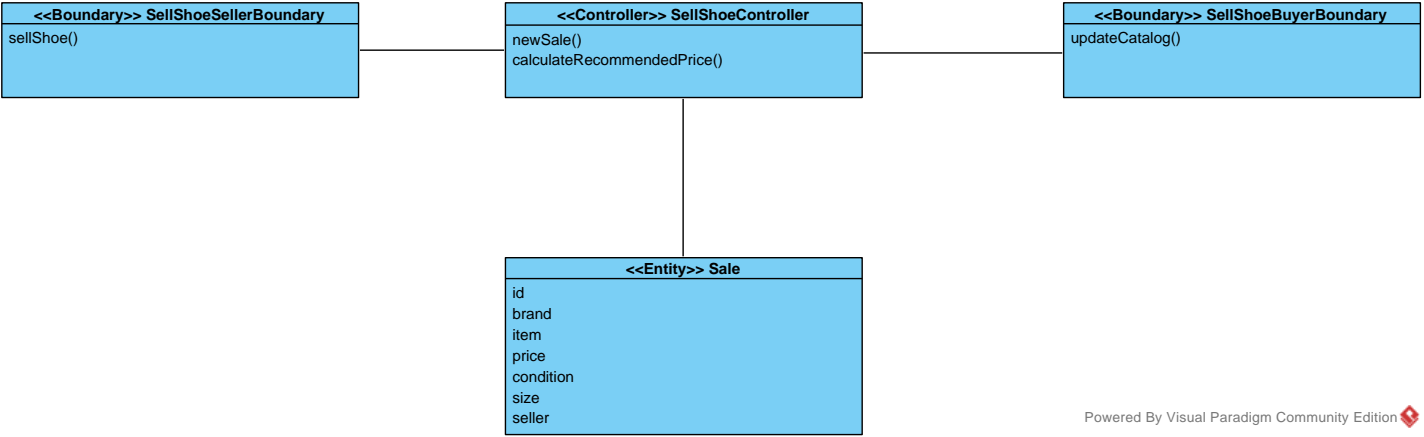 <<Boundary>> SellShoeSellerBoundary
sellShoe()
<<Controller>> SellShoeController
newSale()
calculateRecommendedPrice()
<<Boundary>> SellShoeBuyerBoundary
updateCatalog()
<<Entity>> Sale
id
brand
item
price
condition
size
seller
Powered By Visual Paradigm Community Edition